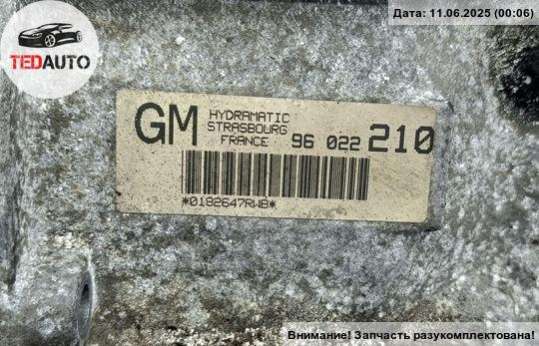 Дата: 11.06.2025 (00:06)
TEDAUTO
GM HYDRAMATIC
STRASBOURG
FRANCE 96 022 210
*0182647RWB*
Внимание! Запчасть разукомплектована!